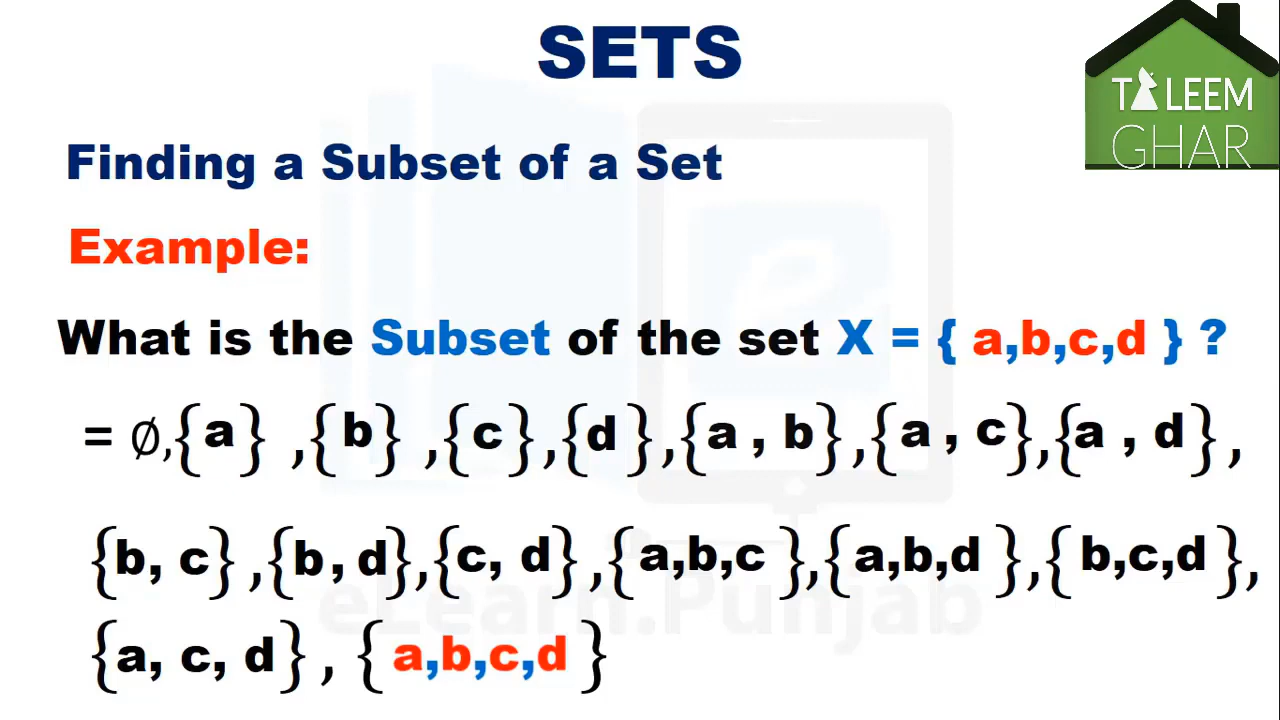 SETS
TALEEM
GHAR
Finding a Subset of a Set
Example:
What is the Subset of the set X = { a,b,c,d } ?
= ∅,{a} ,{b} ,{c},{d},{a , b},{a , c},{a , d},
{b, c},{b, d},{c, d},{a,b,c },{a,b,d },{ b,c,d},
{a, c, d}, { a,b,c,d }
eLearn.Punjab